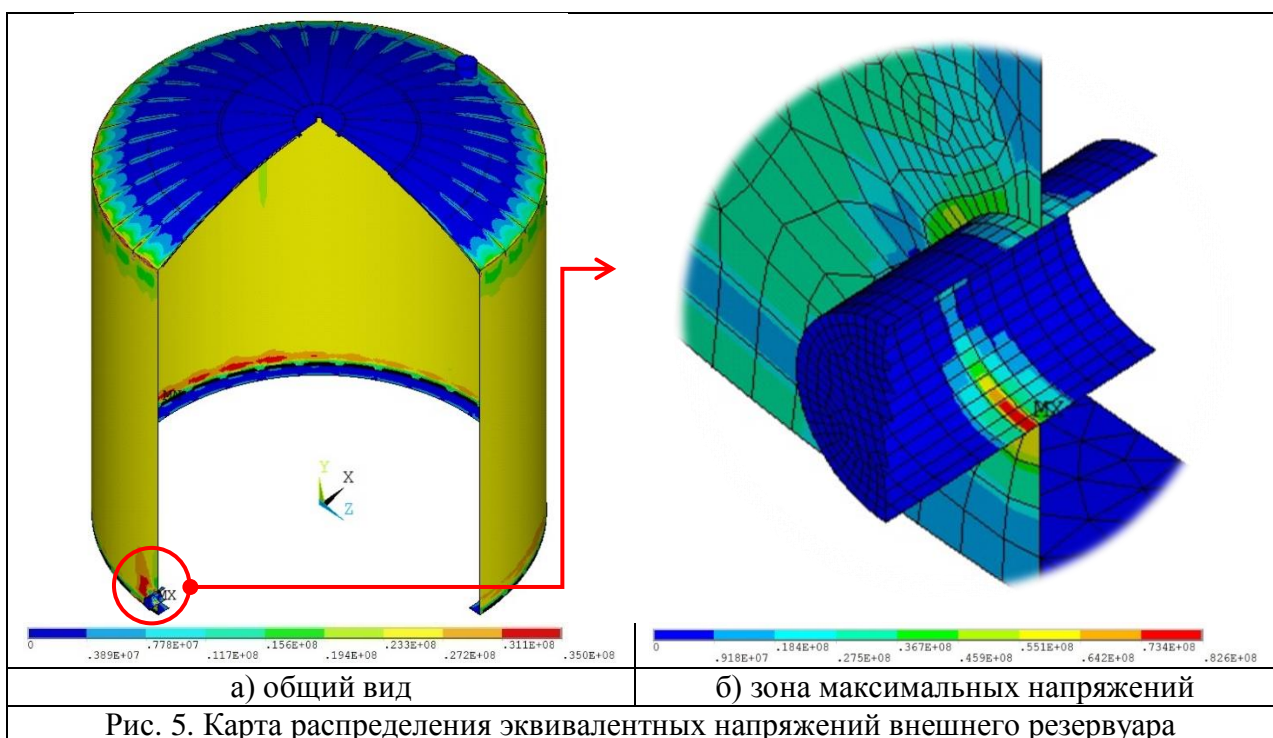 MX
Y
X
Z
MX
MX
0 .778E+07 .156E+08 .233E+08 .311E+08
.389E+07 .117E+08 .194E+08 .272E+08 .350E+08
0 .184E+08 .367E+08 .551E+08 .734E+08
.918E+07 .275E+08 .459E+08 .642E+08 .826E+08
а) общий вид
б) зона максимальных напряжений
Рис. 5. Карта распределения эквивалентных напряжений внешнего резервуара